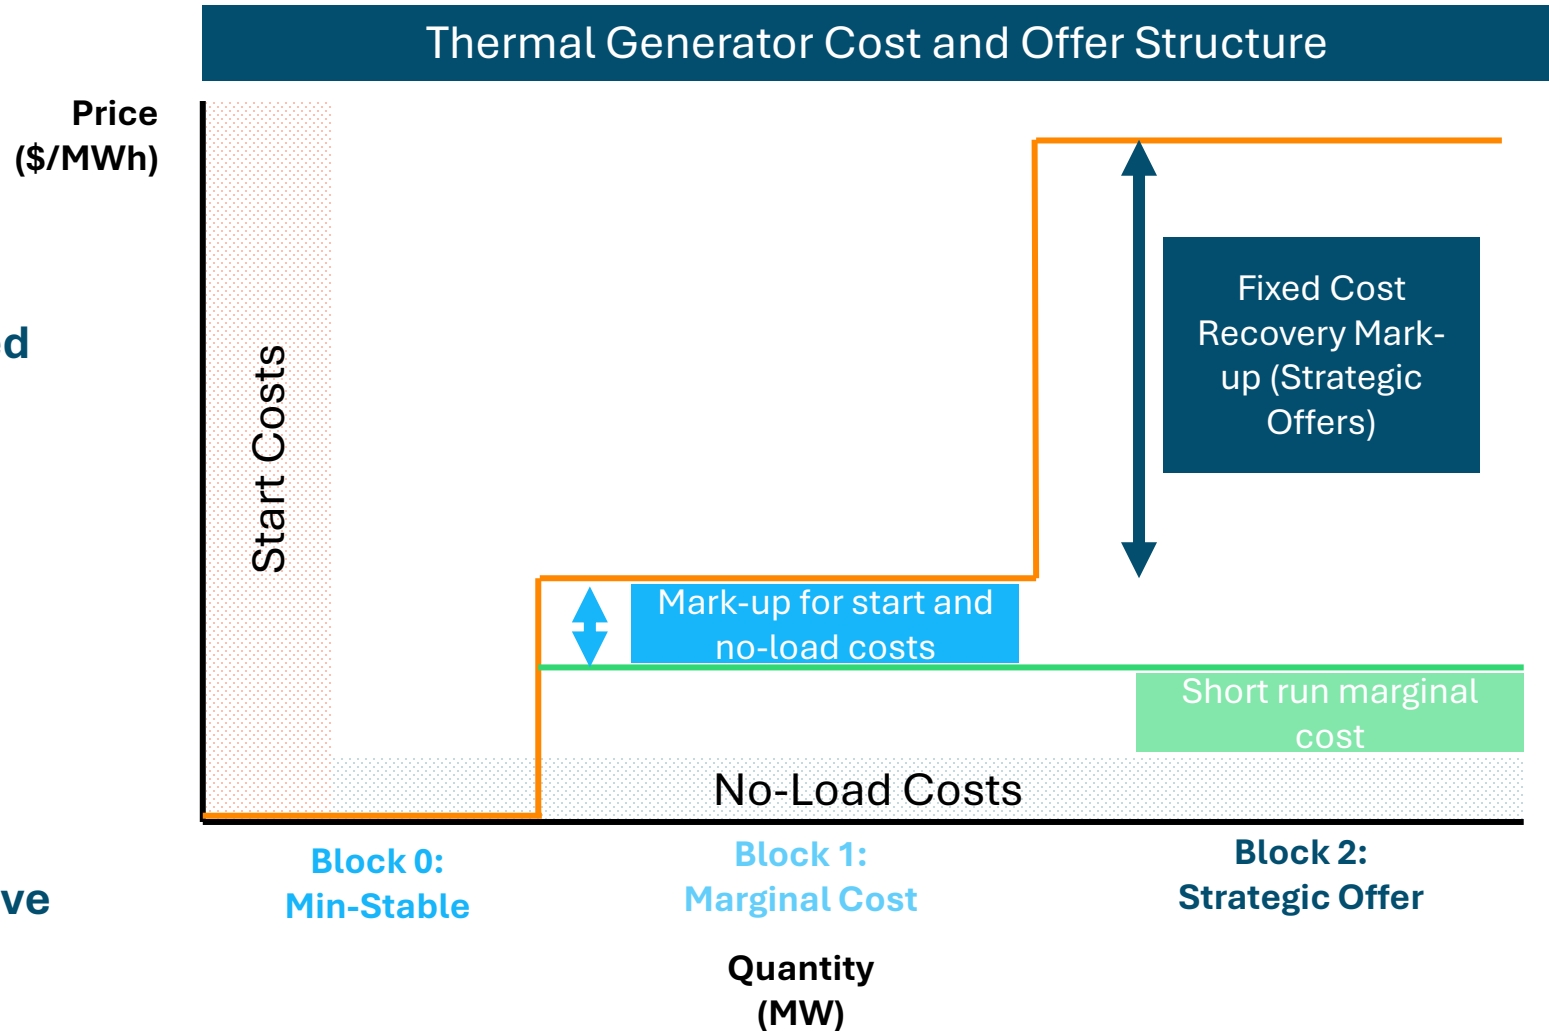 Thermal Generator Cost and Offer Structure
Price
($/MWh)
ed
Start Costs
Fixed Cost
Recovery Mark-
up (Strategic
Offers)
Mark-up for start and
no-load costs
Short run marginal
cost
No-Load Costs
Block 0:
Min-Stable
Block 1:
Marginal Cost
Block 2:
Strategic Offer
ve
Quantity
(MW)